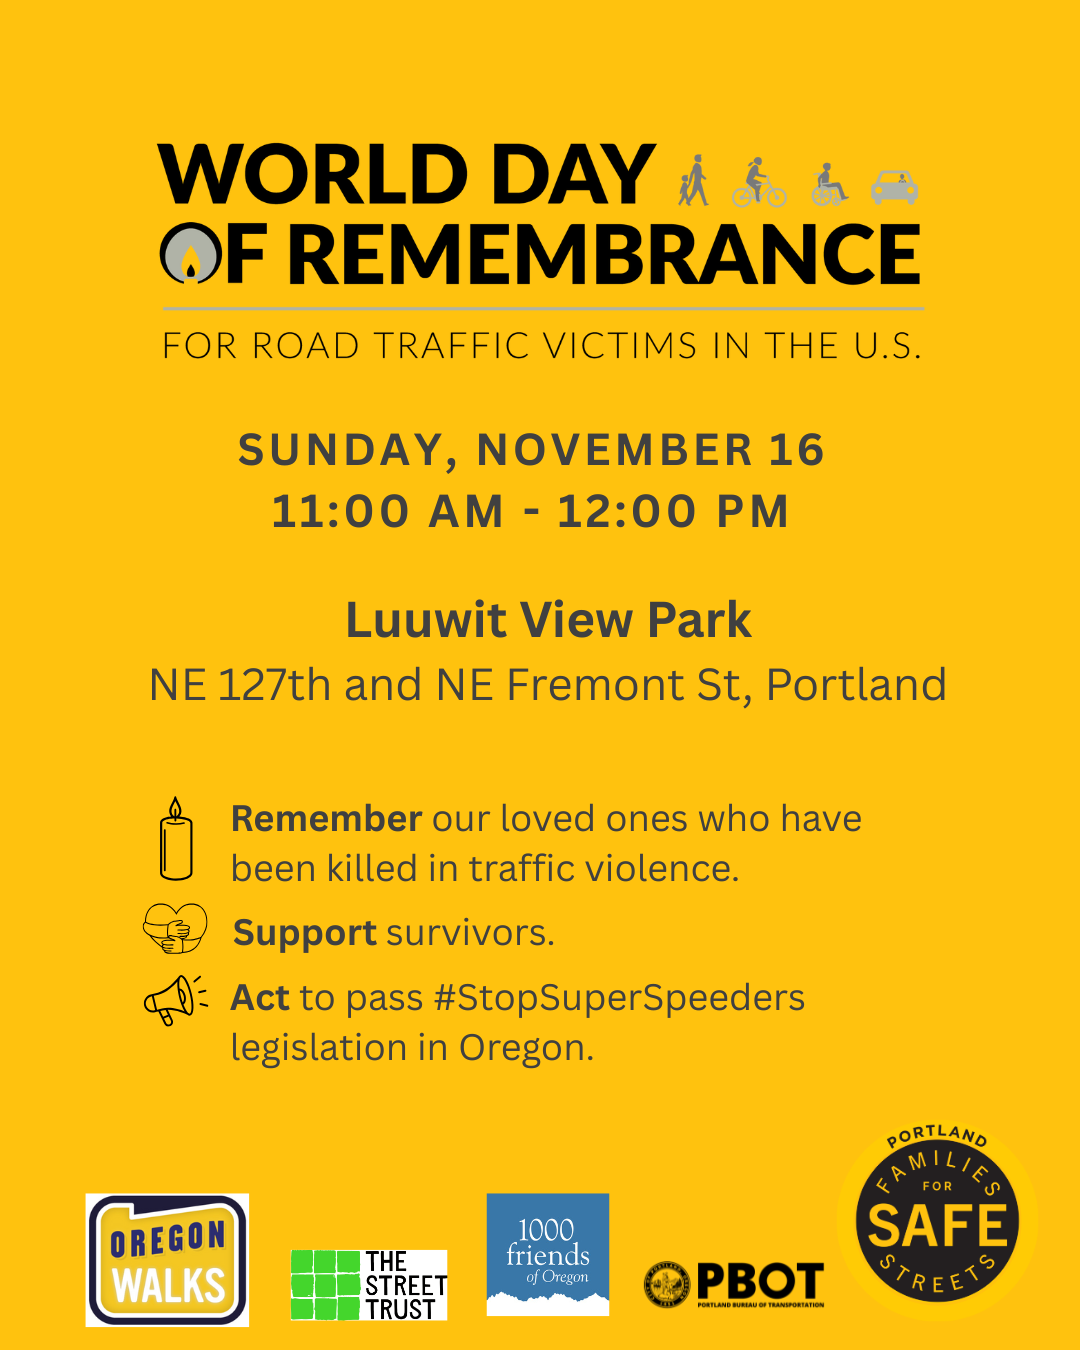 WORLD DAY
OF REMEMBRANCE
FOR ROAD TRAFFIC VICTIMS IN THE U.S.
SUNDAY, NOVEMBER 16
11:00 AM - 12:00 PM
Luuwit View Park
NE 127th and NE Fremont St, Portland
Remember our loved ones who have
been killed in traffic violence.
Support survivors.
Act to pass #StopSuperSpeeders
legislation in Oregon.
OREGON
WALKS
THE
STREET
TRUST
1000
friends
of Oregon
PBOT
PORTLAND BUREAU OF TRANSPORTATION
PORTLAND
FAMILIES
FOR
SAFE
STREETS